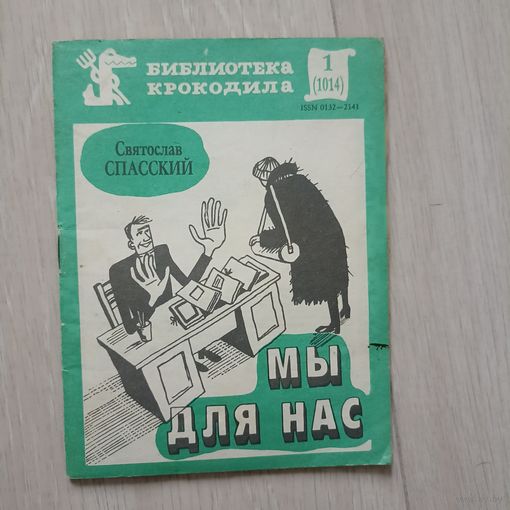 БИБЛИОТЕКА
КРОКОДИЛА
1
(1014)
ISSN 0132—2141
Святослав
СПАССКИЙ
МЫ
ДЛЯ НАС